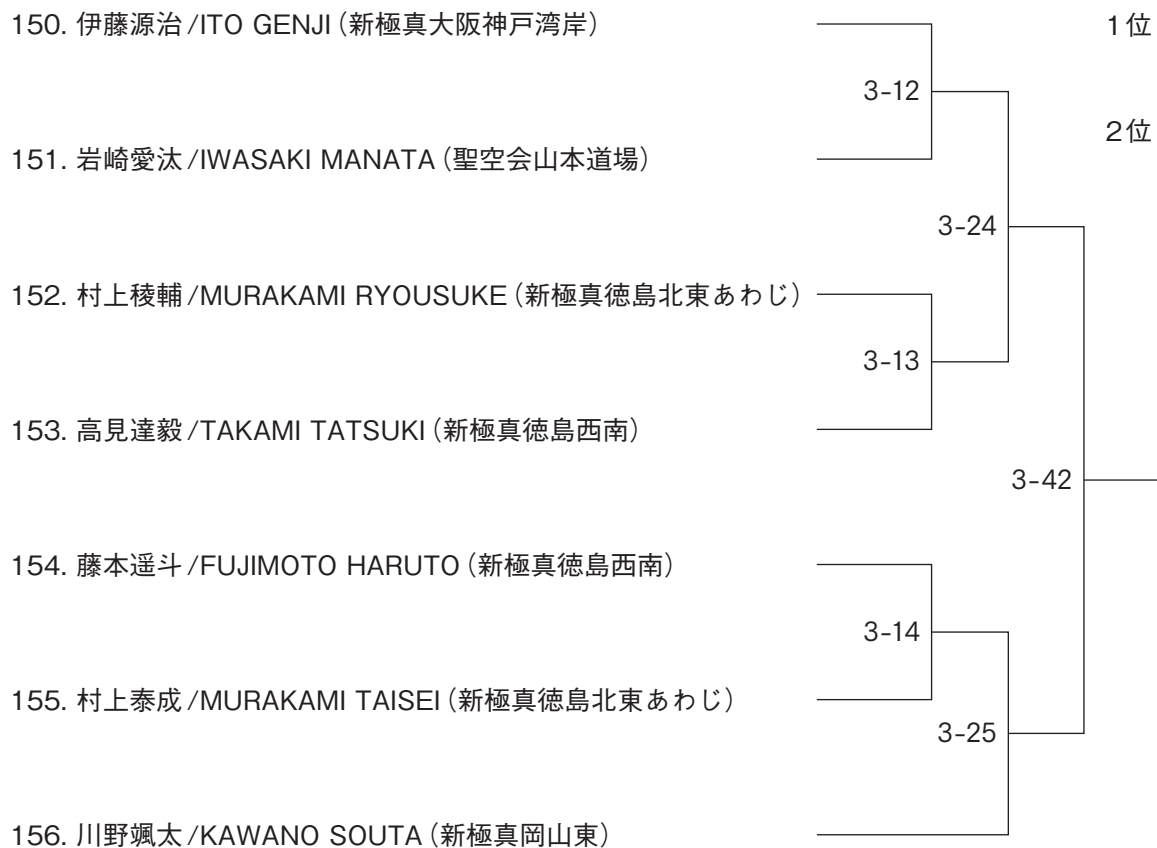 150. 伊藤源治/ITO GENJI(新極真大阪神戸湾岸)
1位
3-12
2位
151. 岩崎愛汰/IWASAKI MANATA(聖空会山本道場)
3-24
152. 村上稜輔/MURAKAMI RYOUSUKE(新極真徳島北東あわじ)
3-13
153. 高見達毅/TAKAMI TATSUKI(新極真徳島西南)
3-42
154. 藤本遥斗/FUJIMOTO HARUTO(新極真徳島西南)
3-14
155. 村上泰成/MURAKAMI TAISEI(新極真徳島北東あわじ)
3-25
156. 川野颯太/KAWANO SOUTA(新極真岡山東)